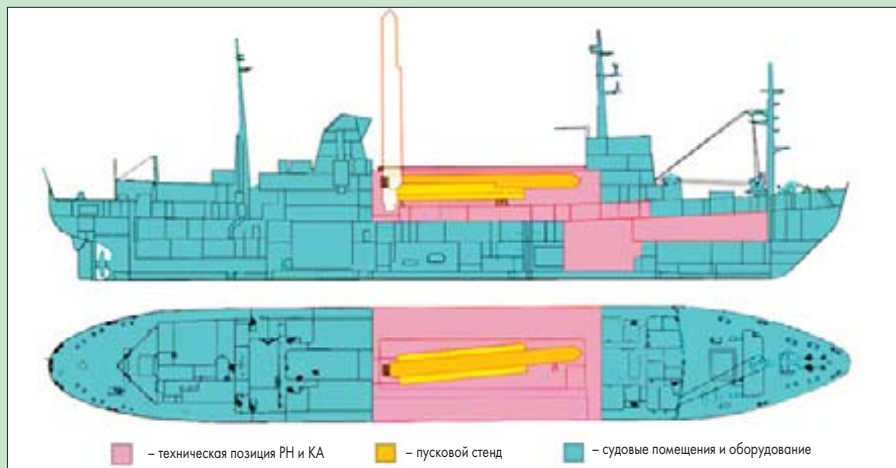 – техническая позиция РН и КА – пусковой стенд – судовые помещения и оборудование